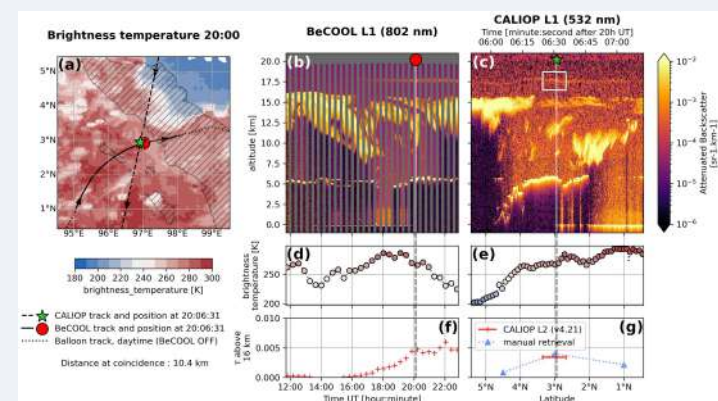 Brightness temperature 20:00
BeCOOL L1 (802 nm)
CALIOP L1 (532 nm)
Time [minute:second after 20h UT]
06:00 06:15 06:30 06:45 07:00
(a)
5°N
4°N
3°N
2°N
1°N
95°E 96°E 97°E 98°E 99°E
(b)
altitude [km]
20.0
17.5
15.0
12.5
10.0
7.5
5.0
2.5
0.0
(c)
10⁻²
10⁻³
10⁻⁴
10⁻⁵
10⁻⁶
Attenuated Backscatter
[sr-1 km-1]
180 200 220 240 260 280 300
brightness_temperature [K]
(d)
brightness
temperature [K]
250
200
(e)
CALIOP track and position at 20:06:31
BeCOOL track and position at 20:06:31
Balloon track, daytime (BeCOOL OFF)
Distance at coincidence : 10.4 km
(f)
τ above
16 km
0.010
0.005
0.000
12:00 14:00 16:00 18:00 20:00 22:00
Time UT [hour:minute]
(g)
CALIOP L2 (v4.21)
manual retrieval
5°N 4°N 3°N 2°N 1°N
Latitude